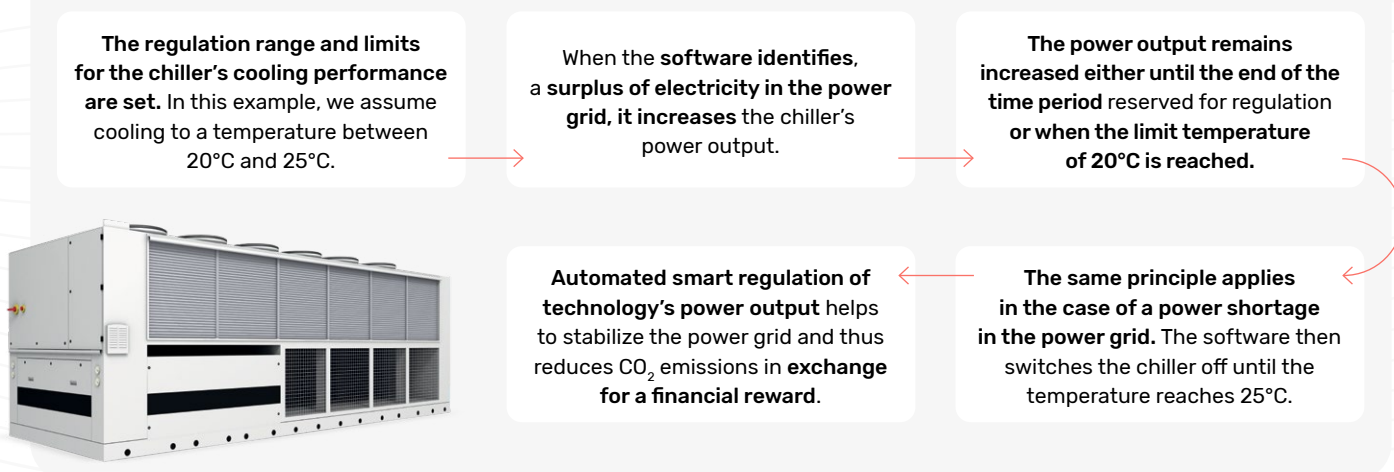 The regulation range and limits
for the chiller's cooling performance
are set. In this example, we assume
cooling to a temperature between
20°C and 25°C.
When the software identifies,
a surplus of electricity in the power
grid, it increases the chiller's
power output.
The power output remains
increased either until the end of the
time period reserved for regulation
or when the limit temperature
of 20°C is reached.
The same principle applies
in the case of a power shortage
in the power grid. The software then
switches the chiller off until the
temperature reaches 25°C.
Automated smart regulation of
technology's power output helps
to stabilize the power grid and thus
reduces CO₂ emissions in exchange
for a financial reward.